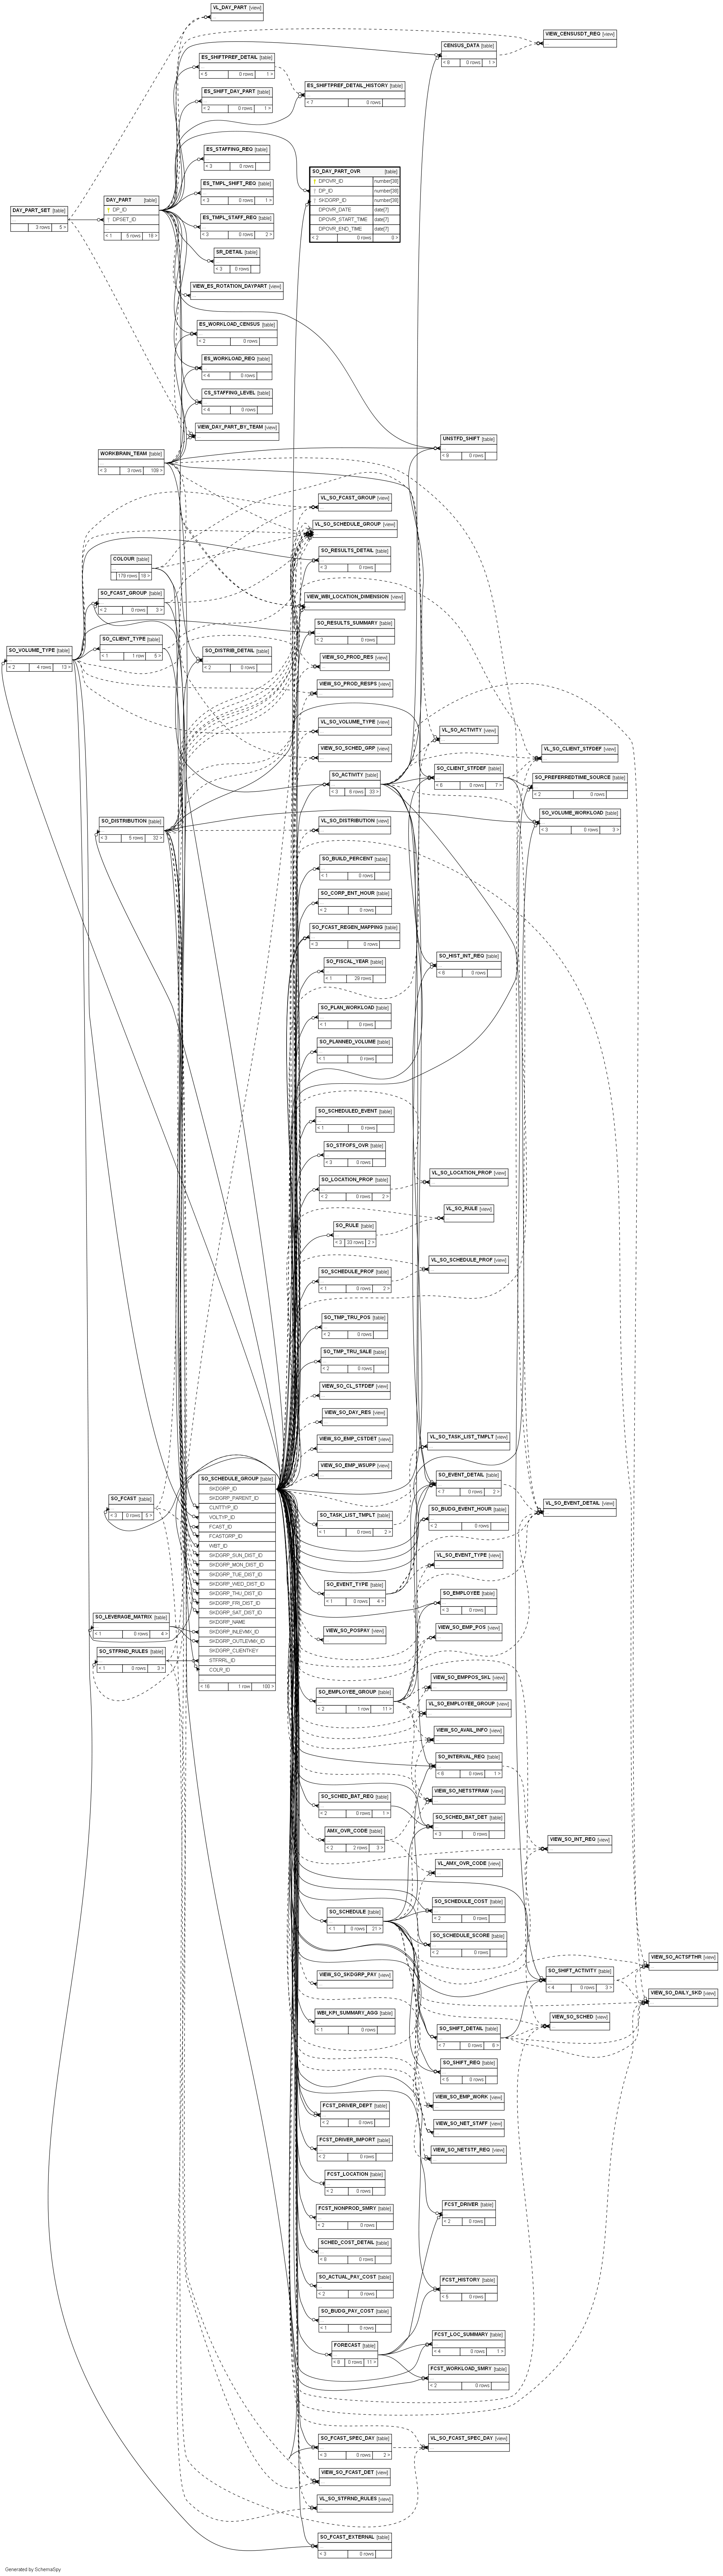 DAY_PART_SET [table]
3 rows 5 >
SO_VOLUME_TYPE [table]
< 2 4 rows 13 >
DAY_PART [table]
DP_ID
DPSET_ID
< 1 5 rows 18 >
WORKBRAIN_TEAM [table]
< 3 3 rows 109 >
COLOUR [table]
179 rows 18 >
SO_FCAST_GROUP [table]
< 2 0 rows 3 >
SO_CLIENT_TYPE [table]
< 1 1 row 5 >
SO_DISTRIBUTION [table]
< 3 5 rows 32 >
SO_FCAST [table]
< 3 0 rows 5 >
SO_LEVERAGE_MATRIX [table]
< 1 0 rows 4 >
SO_STFRND_RULES [table]
< 1 0 rows 3 >
VL_DAY_PART [view]
ES_SHIFTPREF_DETAIL [table]
< 5 0 rows 1 >
ES_SHIFT_DAY_PART [table]
< 2 0 rows 1 >
ES_STAFFING_REQ [table]
< 3 0 rows
ES_TMPL_SHIFT_REQ [table]
< 3 0 rows 1 >
ES_TMPL_STAFF_REQ [table]
< 3 0 rows 2 >
SR_DETAIL [table]
< 3 0 rows
VIEW_ES_ROTATION_DAYPART [view]
ES_WORKLOAD_CENSUS [table]
< 2 0 rows
ES_WORKLOAD_REQ [table]
< 4 0 rows
CS_STAFFING_LEVEL [table]
< 4 0 rows
VIEW_DAY_PART_BY_TEAM [view]
SO_DISTRIB_DETAIL [table]
< 2 0 rows
SO_SCHEDULE_GROUP [table]
SKDGRP_ID
SKDGRP_PARENT_ID
CLNTTYP_ID
VOLTYP_ID
FCAST_ID
FCASTGRP_ID
WBT_ID
SKDGRP_SUN_DIST_ID
SKDGRP_MON_DIST_ID
SKDGRP_TUE_DIST_ID
SKDGRP_WED_DIST_ID
SKDGRP_THU_DIST_ID
SKDGRP_FRI_DIST_ID
SKDGRP_SAT_DIST_ID
SKDGRP_NAME
SKDGRP_INLEVMX_ID
SKDGRP_OUTLEVMX_ID
SKDGRP_CLIENTKEY
STFRRL_ID
COLR_ID
< 16 1 row 100 >
ES_SHIFTPREF_DETAIL_HISTORY [table]
< 7 0 rows
SO_DAY_PART_OVR [table]
DPOVR_ID number[38]
DP_ID number[38]
SKDGRP_ID number[38]
DPOVR_DATE date[7]
DPOVR_START_TIME date[7]
DPOVR_END_TIME date[7]
< 2 0 rows 0 >
VL_SO_FCAST_GROUP [view]
VL_SO_SCHEDULE_GROUP [view]
SO_RESULTS_DETAIL [table]
< 3 0 rows
VIEW_WBI_LOCATION_DIMENSION [view]
SO_RESULTS_SUMMARY [table]
< 2 0 rows
VIEW_SO_PROD_RES [view]
VIEW_SO_PROD_RESPS [view]
VL_SO_VOLUME_TYPE [view]
VIEW_SO_SCHED_GRP [view]
SO_ACTIVITY [table]
< 3 6 rows 33 >
VL_SO_DISTRIBUTION [view]
SO_BUILD_PERCENT [table]
< 1 0 rows
SO_CORP_ENT_HOUR [table]
< 2 0 rows
SO_FCAST_REGEN_MAPPING [table]
< 3 0 rows
SO_FISCAL_YEAR [table]
< 1 29 rows
SO_PLAN_WORKLOAD [table]
< 1 0 rows
SO_PLANNED_VOLUME [table]
< 1 0 rows
SO_SCHEDULED_EVENT [table]
< 1 0 rows
SO_STFOFS_OVR [table]
< 3 0 rows
SO_LOCATION_PROP [table]
< 2 0 rows 2 >
SO_RULE [table]
< 3 33 rows 2 >
SO_SCHEDULE_PROF [table]
< 1 0 rows 2 >
SO_TMP_TRU_POS [table]
< 2 0 rows
SO_TMP_TRU_SALE [table]
< 2 0 rows
VIEW_SO_CL_STFDEF [view]
VIEW_SO_DAY_RES [view]
VIEW_SO_EMP_CSTDET [view]
VIEW_SO_EMP_WSUPP [view]
SO_TASK_LIST_TMPLT [table]
< 1 0 rows 2 >
SO_EVENT_TYPE [table]
< 1 0 rows 4 >
VIEW_SO_POSPAY [view]
SO_EMPLOYEE_GROUP [table]
< 2 1 row 11 >
SO_SCHED_BAT_REQ [table]
< 2 0 rows 1 >
AMX_OVR_CODE [table]
< 2 2 rows 3 >
SO_SCHEDULE [table]
< 1 0 rows 21 >
VIEW_SO_SKDGRP_PAY [view]
WBI_KPI_SUMMARY_AGG [table]
< 1 0 rows
FCST_DRIVER_DEPT [table]
< 2 0 rows
FCST_DRIVER_IMPORT [table]
< 2 0 rows
FCST_LOCATION [table]
< 2 0 rows
FCST_NONPROD_SMRY [table]
< 2 0 rows
SCHED_COST_DETAIL [table]
< 8 0 rows
SO_ACTUAL_PAY_COST [table]
< 2 0 rows
SO_BUDG_PAY_COST [table]
< 1 0 rows
FORECAST [table]
< 8 0 rows 11 >
SO_FCAST_SPEC_DAY [table]
< 3 0 rows 2 >
VIEW_SO_FCAST_DET [view]
VL_SO_STFRND_RULES [view]
SO_FCAST_EXTERNAL [table]
< 3 0 rows
CENSUS_DATA [table]
< 6 0 rows 1 >
UNSTFD_SHIFT [table]
< 9 0 rows
VL_SO_ACTIVITY [view]
SO_CLIENT_STFDEF [table]
< 6 0 rows 7 >
SO_HIST_INT_REQ [table]
< 6 0 rows
VL_SO_LOCATION_PROP [view]
VL_SO_RULE [view]
VL_SO_SCHEDULE_PROF [view]
VL_SO_TASK_LIST_TMPLT [view]
SO_EVENT_DETAIL [table]
< 7 0 rows 2 >
SO_BUDG_EVENT_HOUR [table]
< 2 0 rows
VL_SO_EVENT_TYPE [view]
SO_EMPLOYEE [table]
< 3 0 rows
VIEW_SO_EMP_POS [view]
VIEW_SO_EMPPOS_SKL [view]
VL_SO_EMPLOYEE_GROUP [view]
VIEW_SO_AVAIL_INFO [view]
SO_INTERVAL_REQ [table]
< 6 0 rows 1 >
VIEW_SO_NETSTFRAW [view]
SO_SCHED_BAT_DET [table]
< 3 0 rows
VL_AMX_OVR_CODE [view]
SO_SCHEDULE_COST [table]
< 2 0 rows
SO_SCHEDULE_SCORE [table]
< 2 0 rows
SO_SHIFT_DETAIL [table]
< 7 0 rows 6 >
SO_SHIFT_REQ [table]
< 5 0 rows
VIEW_SO_EMP_WORK [view]
VIEW_SO_NET_STAFF [view]
VIEW_SO_NETSTF_REQ [view]
FCST_DRIVER [table]
< 2 0 rows
FCST_HISTORY [table]
< 5 0 rows
FCST_LOC_SUMMARY [table]
< 4 0 rows 1 >
FCST_WORKLOAD_SMRY [table]
< 2 0 rows
VL_SO_FCAST_SPEC_DAY [view]
VIEW_CENSUSDT_REQ [view]
VL_SO_CLIENT_STFDEF [view]
SO_PREFERREDTIME_SOURCE [table]
< 2 0 rows
SO_VOLUME_WORKLOAD [table]
< 3 0 rows 3 >
VL_SO_EVENT_DETAIL [view]
VIEW_SO_INT_REQ [view]
SO_SHIFT_ACTIVITY [table]
< 4 0 rows 3 >
VIEW_SO_SCHED [view]
VIEW_SO_ACTSFTHR [view]
VIEW_SO_DAILY_SKD [view]
Generated by SchemaSpy